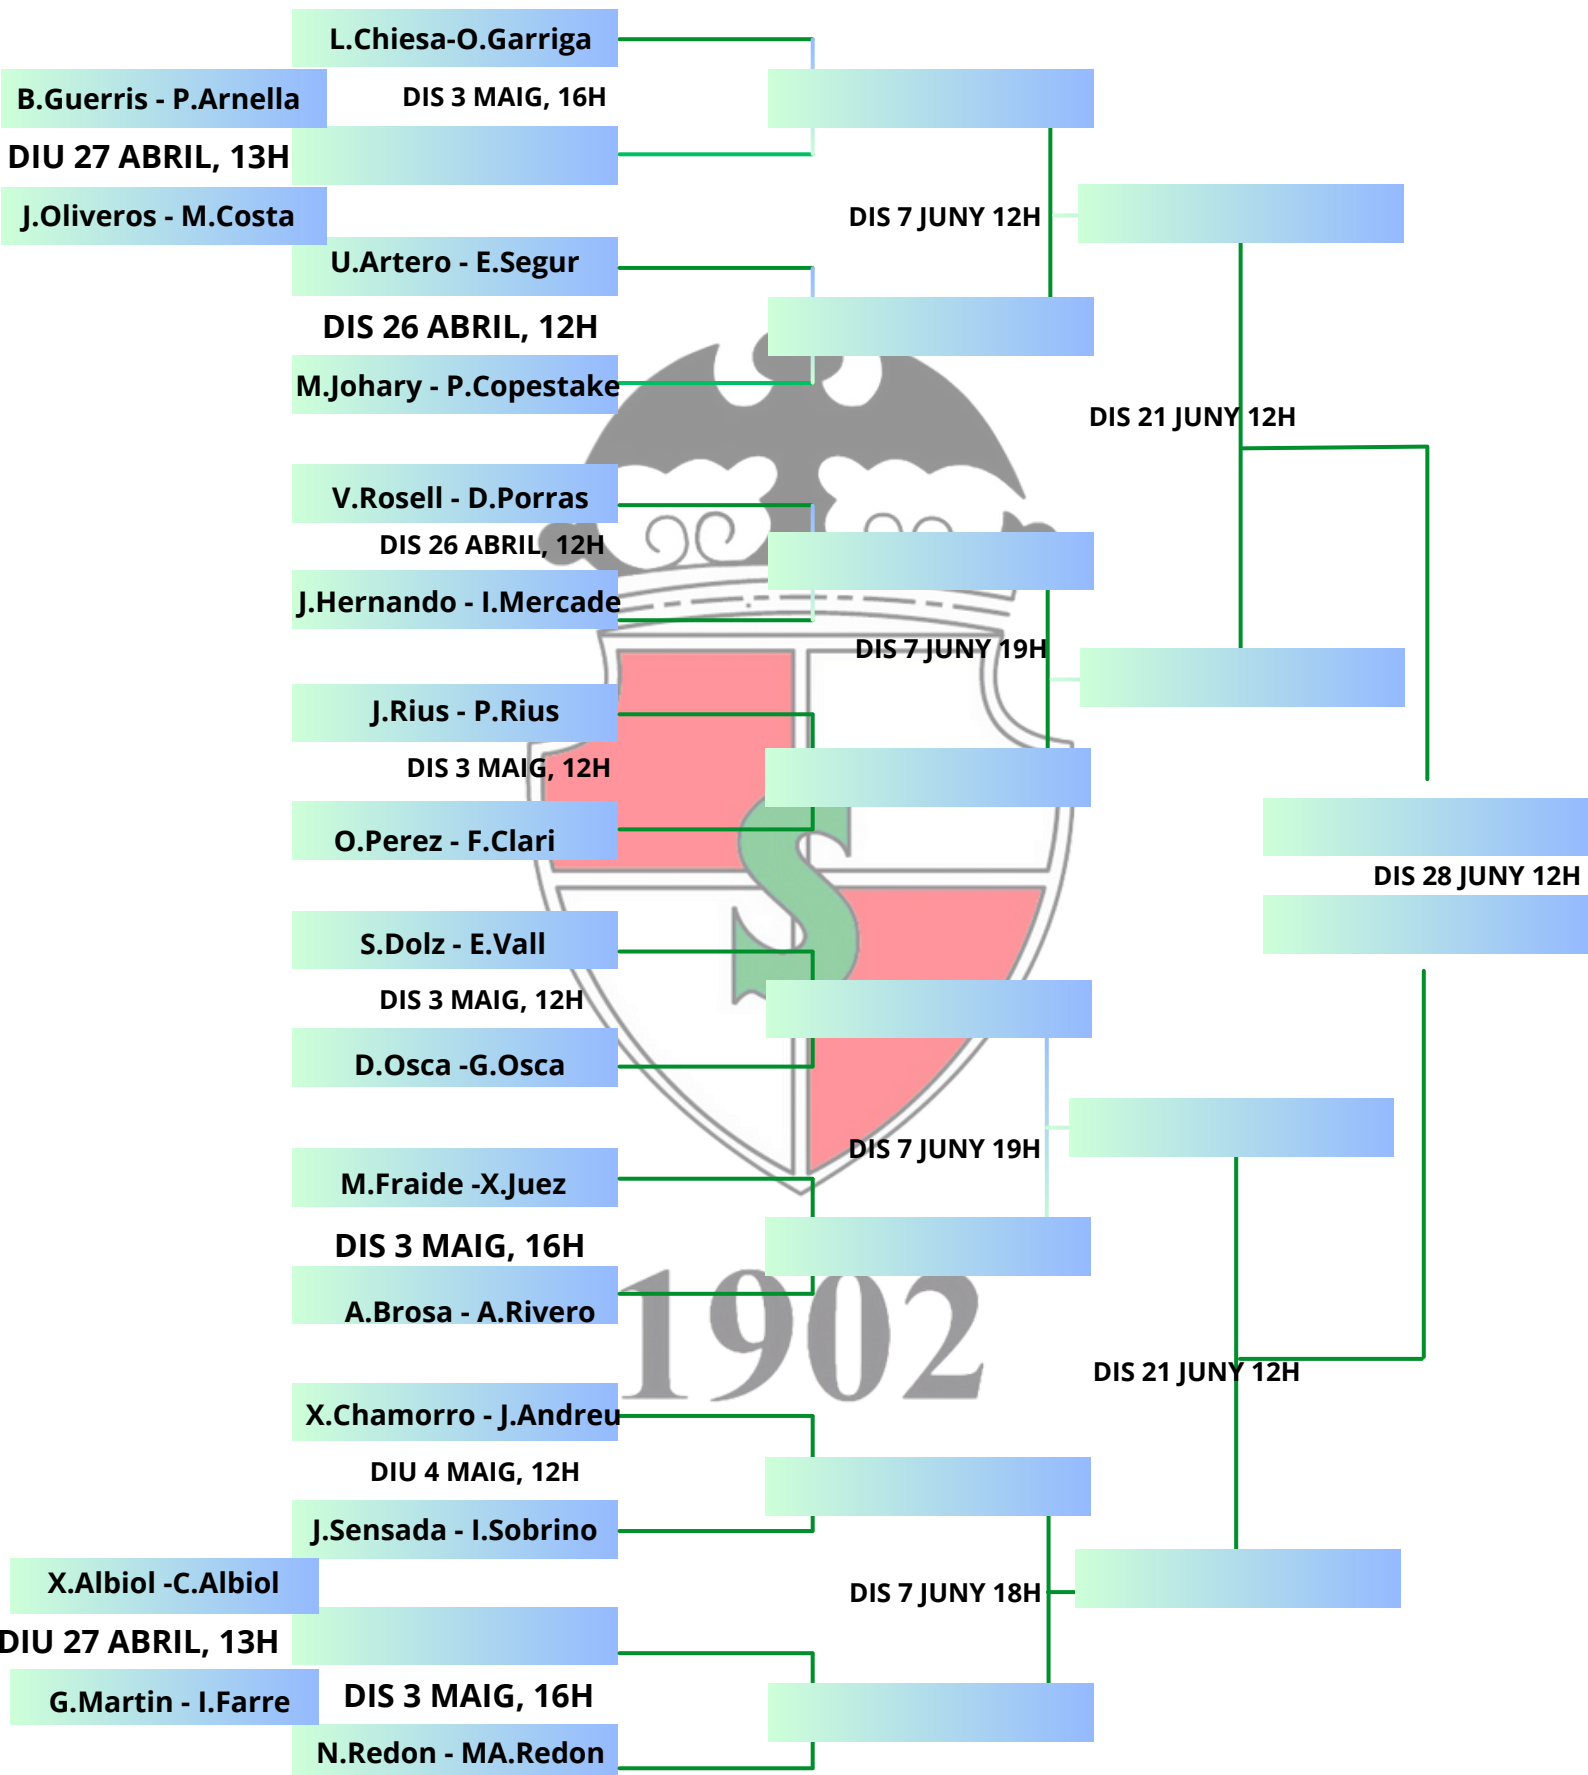 L.Chiesa-O.Garriga
B.Guerris - P.Arnella
DIS 3 MAIG, 16H
DIU 27 ABRIL, 13H
J.Oliveros - M.Costa
DIS 7 JUNY 12H
U.Artero - E.Segur
DIS 26 ABRIL, 12H
M.Johary - P.Copestake
DIS 21 JUNY 12H
V.Rosell - D.Porras
DIS 26 ABRIL, 12H
J.Hernando - I.Mercade
DIS 7 JUNY 19H
J.Rius - P.Rius
DIS 3 MAIG, 12H
O.Perez - F.Clari
S
DIS 28 JUNY 12H
S.Dolz - E.Vall
DIS 3 MAIG, 12H
D.Osca -G.Osca
DIS 7 JUNY 19H
M.Fraide -X.Juez
DIS 3 MAIG, 16H
A.Brosa - A.Rivero
1902
DIS 21 JUNY 12H
X.Chamorro - J.Andreu
DIU 4 MAIG, 12H
J.Sensada - I.Sobrino
X.Albiol -C.Albiol
DIS 7 JUNY 18H
DIU 27 ABRIL, 13H
G.Martin - I.Farre
DIS 3 MAIG, 16H
N.Redon - MA.Redon